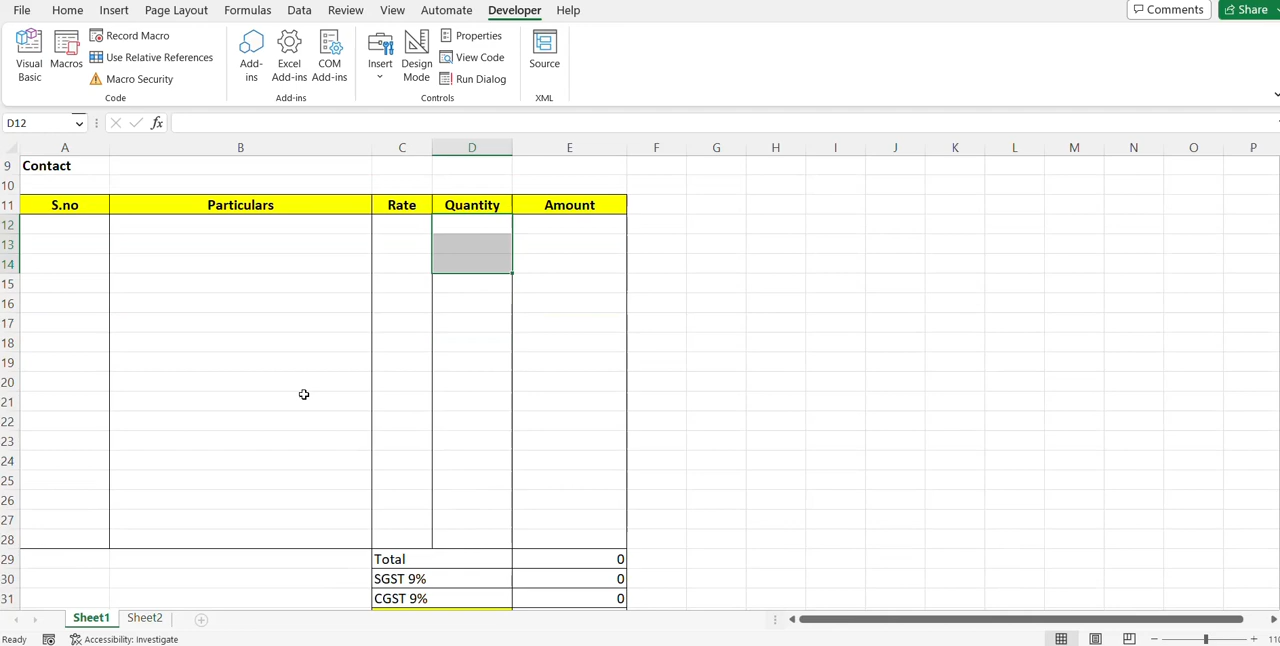 File Home Insert Page Layout Formulas Data Review View Automate Developer Help Comments Share
Visual Basic
Macros
Record Macro
Use Relative References
Macro Security
Code
Add-ins
Excel Add-ins
COM Add-ins
Add-ins
Insert
Design Mode
Properties
View Code
Run Dialog
Controls
Source
XML
D12 fx
A B C D E F G H I J K L M N O P
9 Contact
10
11 S.no Particulars Rate Quantity Amount
12
13
14
15
16
17
18
19
20
21
22
23
24
25
26
27
28
29 Total 0
30 SGST 9% 0
31 CGST 9% 0
Sheet1 Sheet2
Ready Accessibility: Investigate